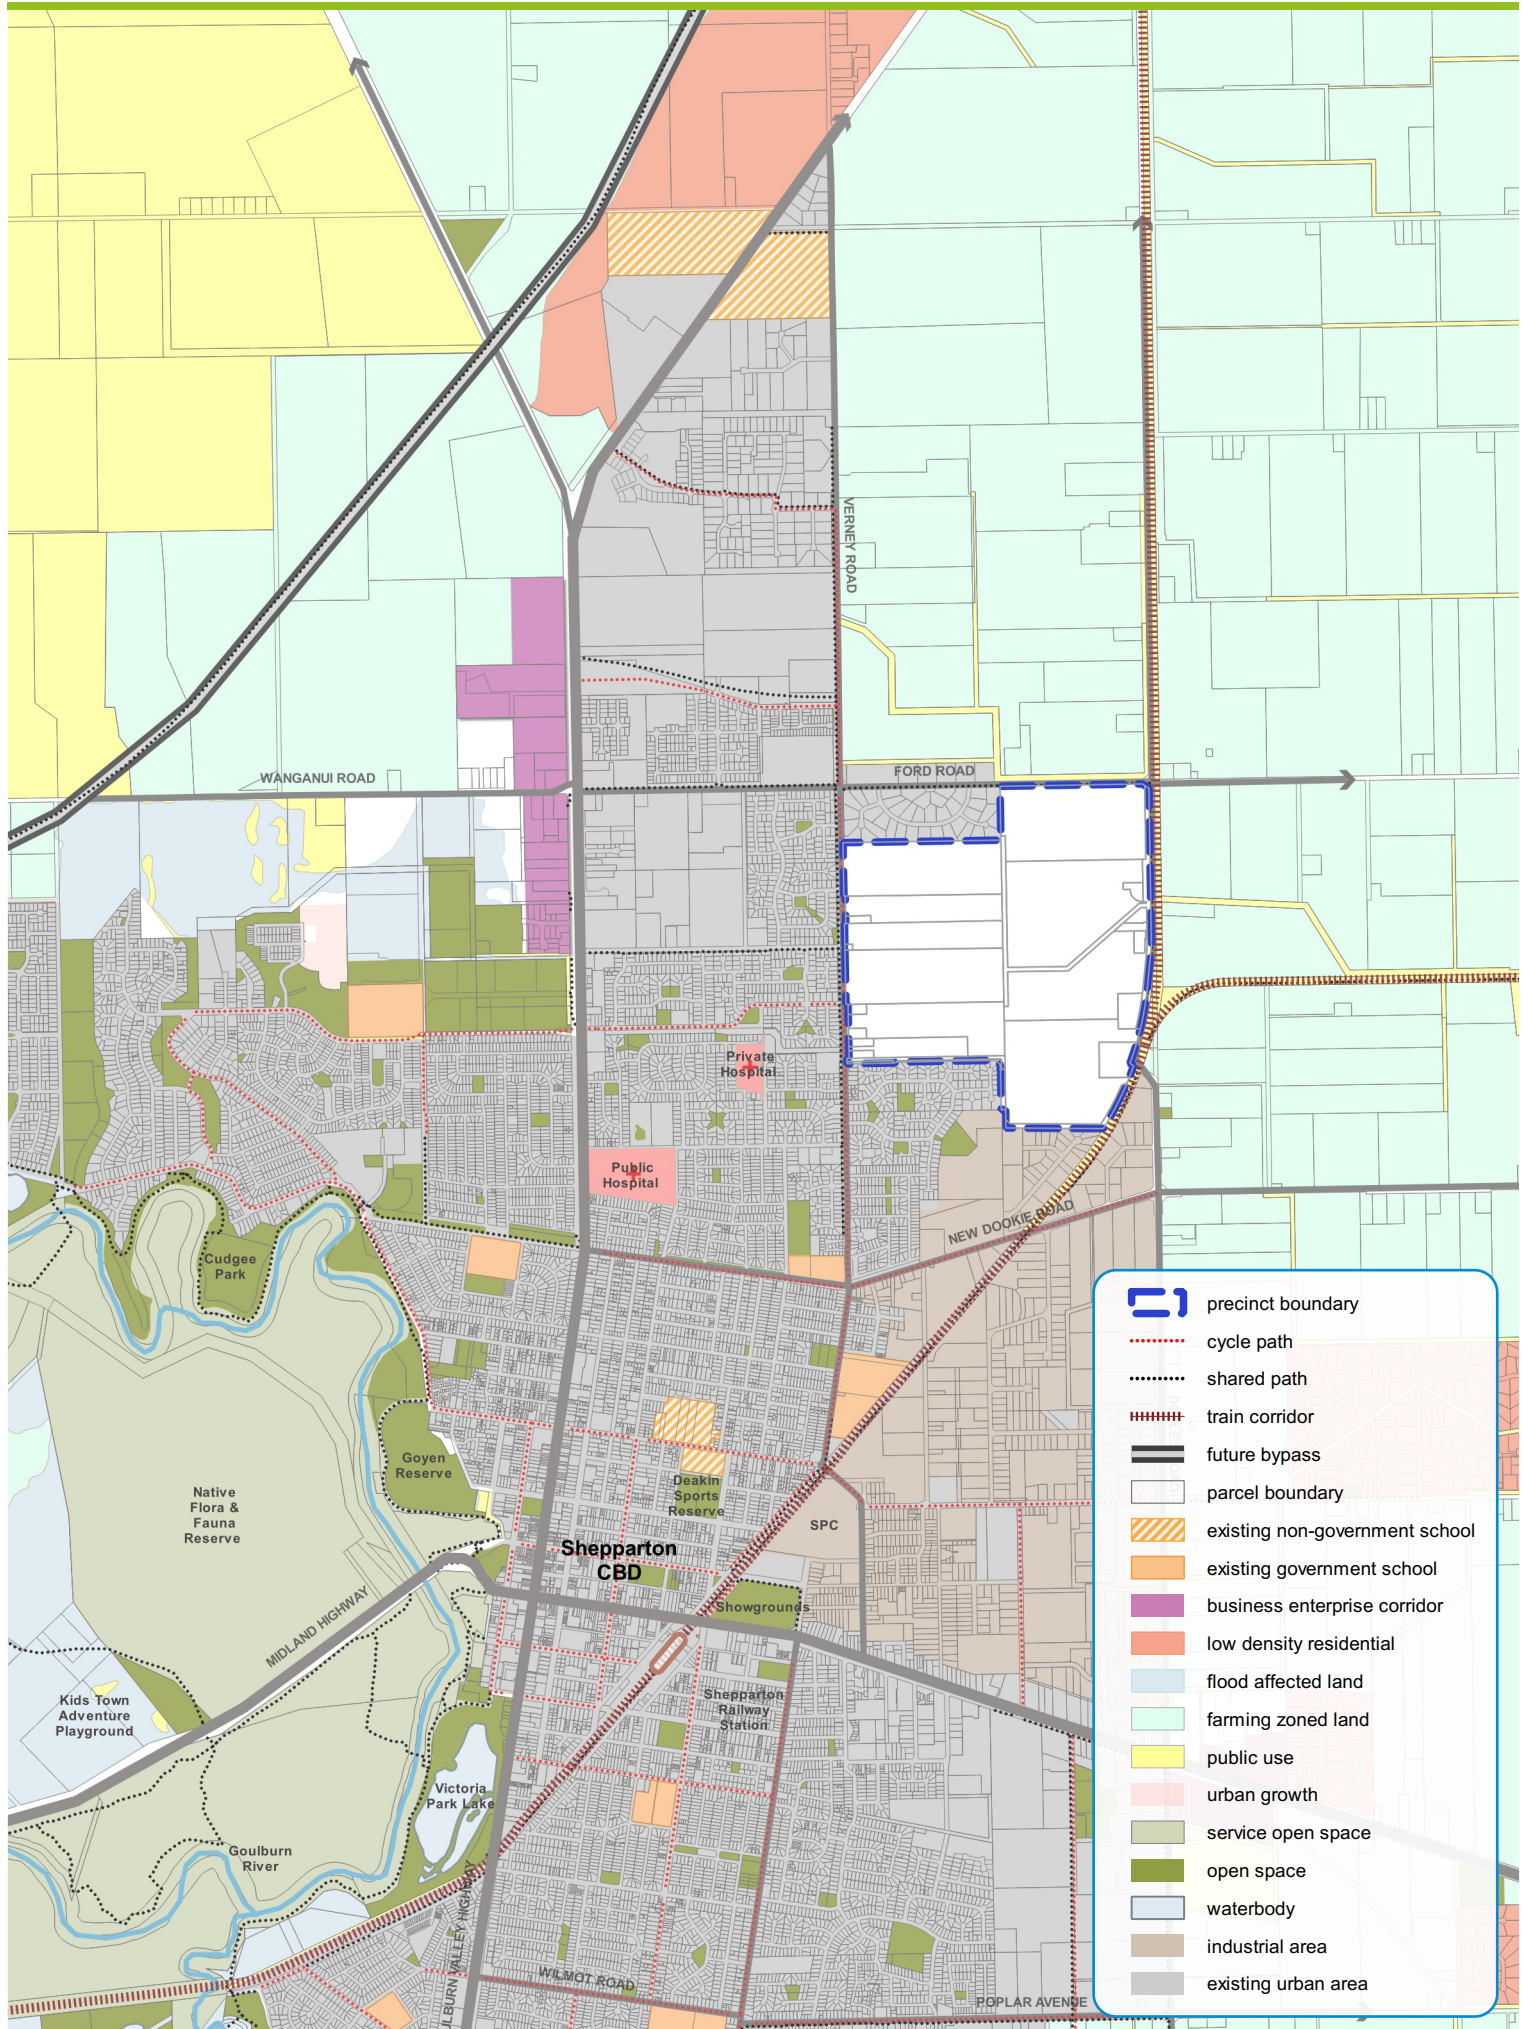 VERNEY ROAD
WANGANUI ROAD
FORD ROAD
Private
Hospital
Public
Hospital
NEW DOOKIE ROAD
Cudgee
Park
Goyen
Reserve
Deakin
Sports
Reserve
Native
Flora &
Fauna
Reserve
SPC
Shepparton
CBD
Showgrounds
MIDLAND HIGHWAY
Kids Town
Adventure
Playground
Shepparton
Railway
Station
Victoria
Park Lake
Goulburn
River
VALLEY HIGHWAY
WILMOT ROAD
POPLAR AVENUE
precinct boundary
cycle path
shared path
train corridor
future bypass
parcel boundary
existing non-government school
existing government school
business enterprise corridor
low density residential
flood affected land
farming zoned land
public use
urban growth
service open space
open space
waterbody
industrial area
existing urban area